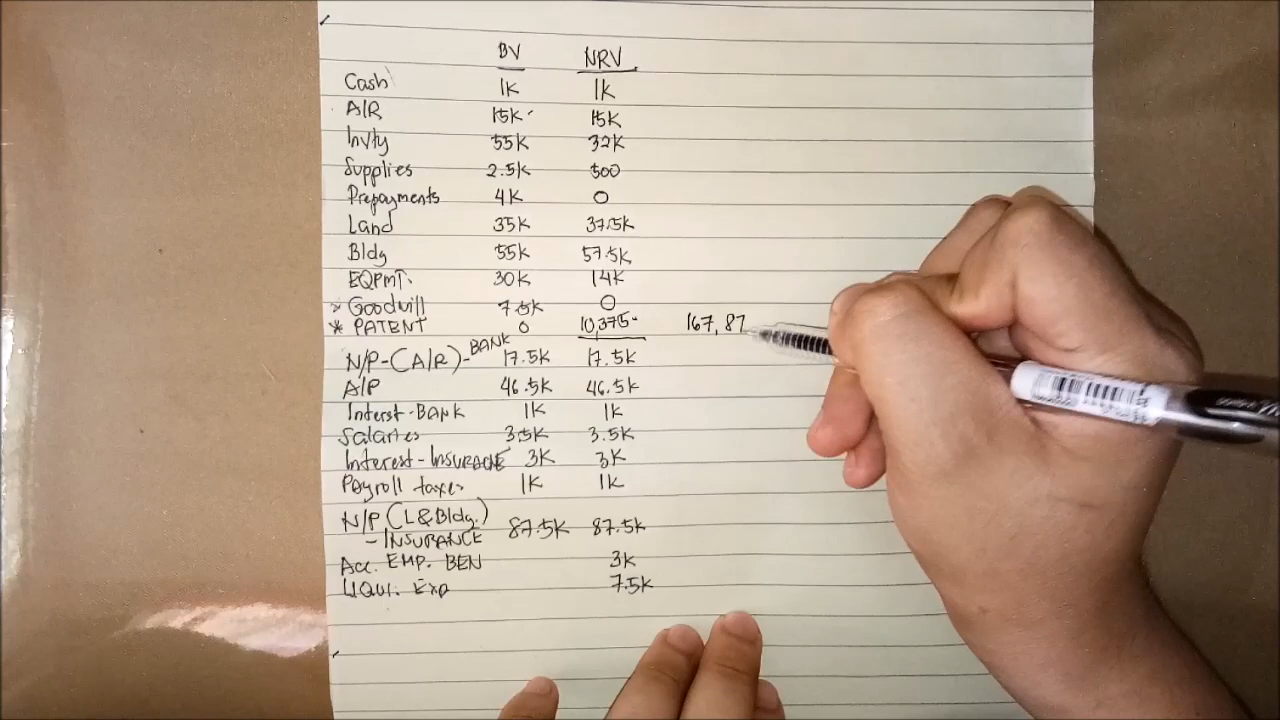 BV NRV
Cash 1K 1K
A/R 15K 15K
Invty 55K 32K
Supplies 2.5K 500
Prepayments 4K 0
Land 35K 37.5K
Bldg 55K 57.5K
EQPMT. 30K 14K
Goodwill 7.5K 0
* PATENT 0 10,375 167,87
N/P-(A/R)-BANK 17.5K 17.5K
A/P 46.5K 46.5K
Interest-BANK 1K 1K
Salaries 3.5K 3.5K
Interest-INSURANCE 3K 3K
Payroll taxes 1K 1K
N/P (L&Bldg.)
- INSURANCE 87.5K 87.5K
Acc. EMP. BEN 3K
LIQUI. EXP 7.5K